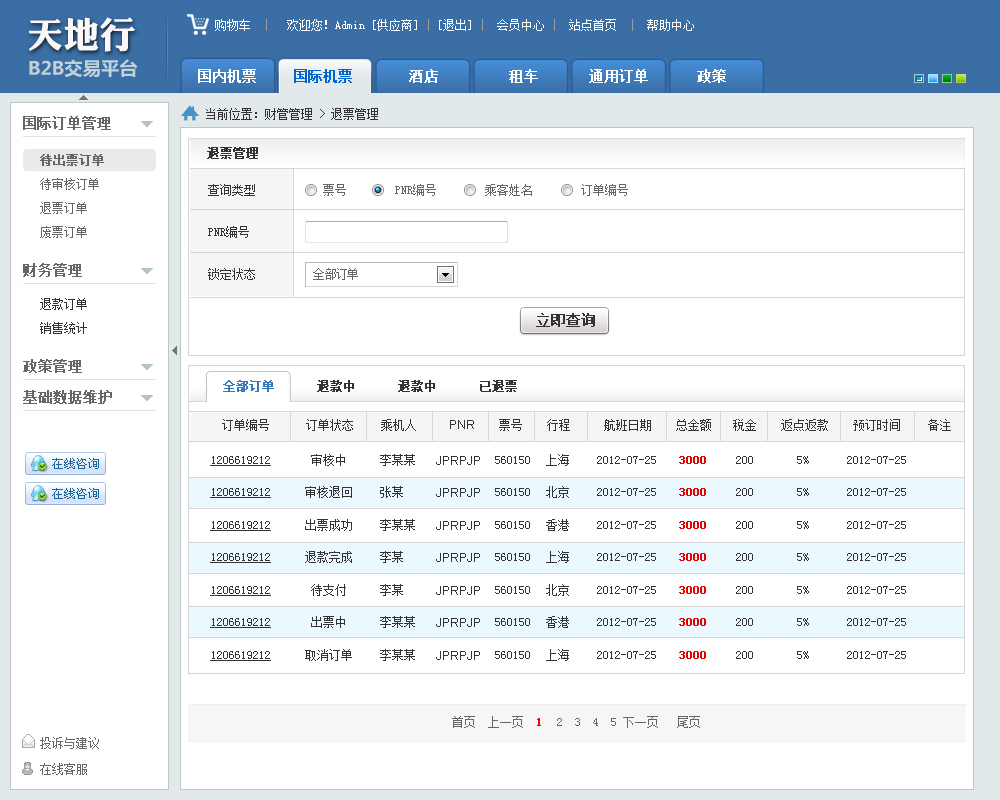 天地行
B2B交易平台
购物车 | 欢迎您! Admin [供应商] | [退出] | 会员中心 | 站点首页 | 帮助中心
国内机票 国际机票 酒店 租车 通用订单 政策
国际订单管理
待出票订单
待审核订单
退票订单
废票订单
财务管理
退款订单
销售统计
政策管理
基础数据维护
在线咨询
在线咨询
投诉与建议
在线客服
当前位置: 财管管理 > 退票管理
退票管理
查询类型 票号 PNR编号 乘客姓名 订单编号
PNR编号
锁定状态 全部订单
立即查询
全部订单 退款中 退款中 已退票
订单编号 订单状态 乘机人 PNR 票号 行程 航班日期 总金额 税金 返点返款 预订时间 备注
1206619212 审核中 李某某 JPRPJP 560150 上海 2012-07-25 3000 200 5% 2012-07-25
1206619212 审核退回 张某 JPRPJP 560150 北京 2012-07-25 3000 200 5% 2012-07-25
1206619212 出票成功 李某某 JPRPJP 560150 香港 2012-07-25 3000 200 5% 2012-07-25
1206619212 退款完成 李某 JPRPJP 560150 上海 2012-07-25 3000 200 5% 2012-07-25
1206619212 待支付 李某 JPRPJP 560150 北京 2012-07-25 3000 200 5% 2012-07-25
1206619212 出票中 李某某 JPRPJP 560150 香港 2012-07-25 3000 200 5% 2012-07-25
1206619212 取消订单 李某某 JPRPJP 560150 上海 2012-07-25 3000 200 5% 2012-07-25
首页 上一页 1 2 3 4 5 下一页 尾页